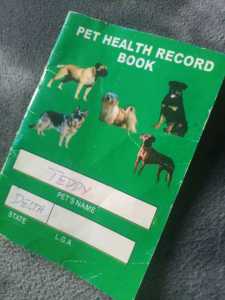 PET HEALTH RECORD
BOOK
TEDDY
PET'S NAME
DELTA
STATE L.G.A